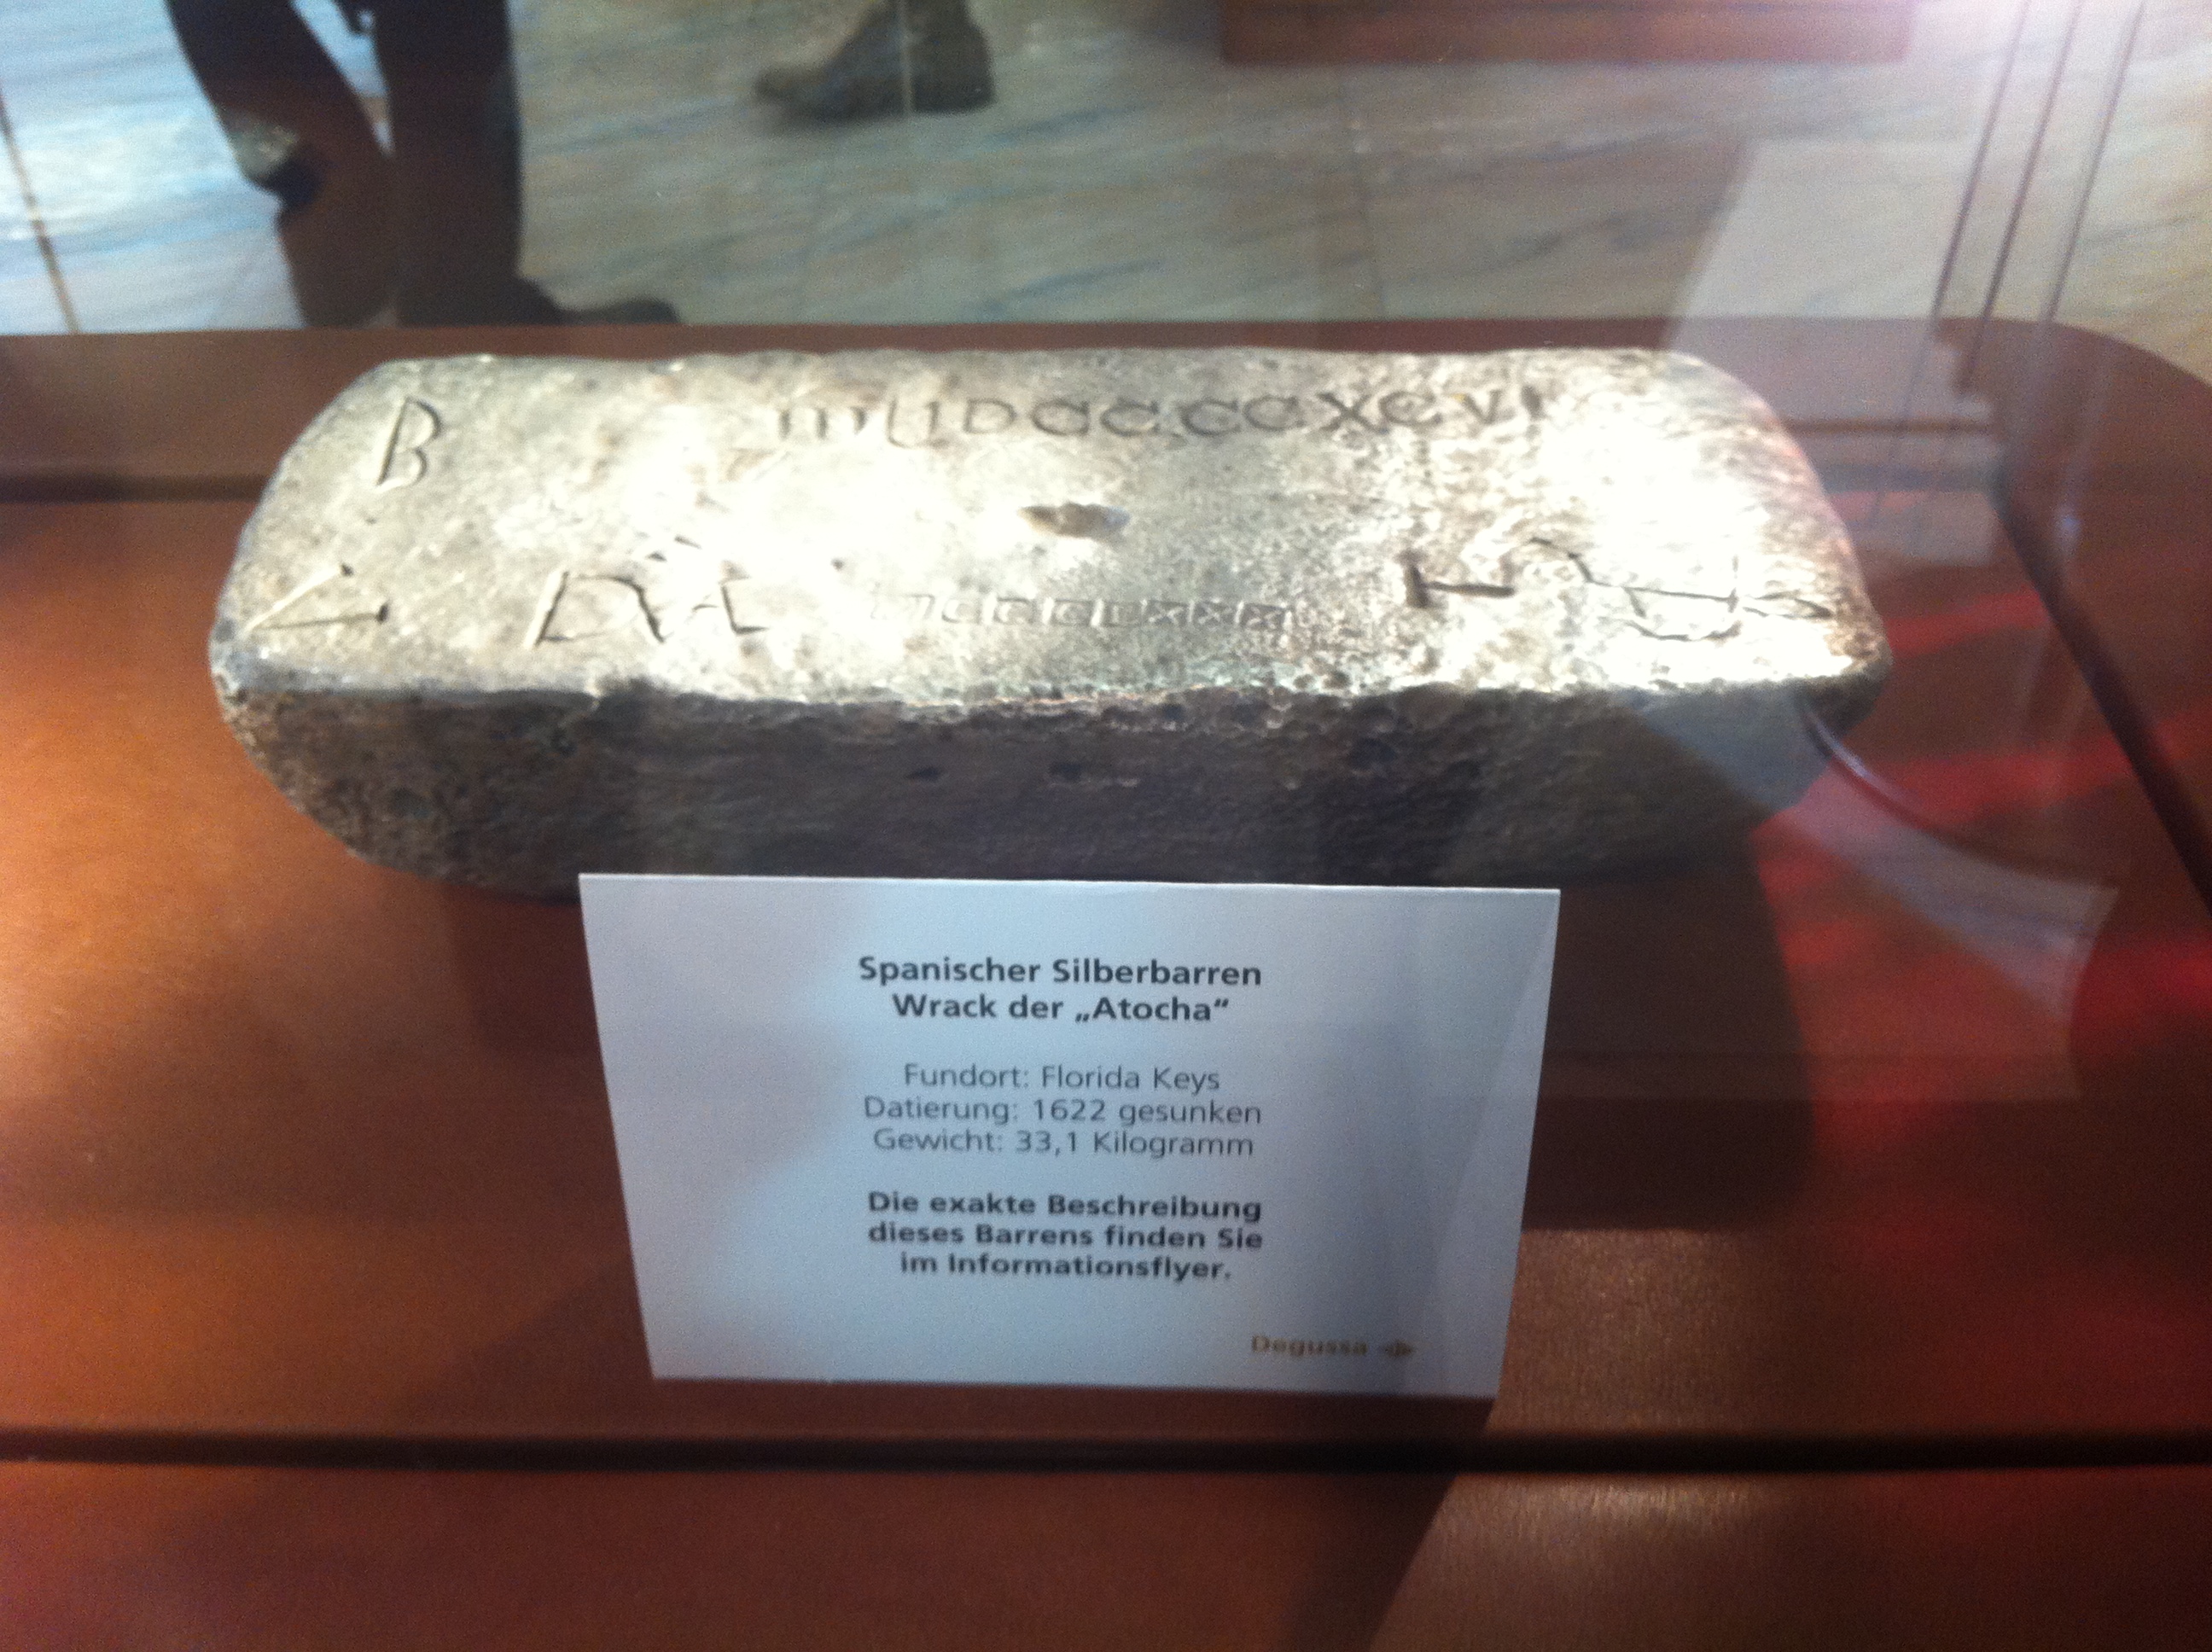 B
Spanischer Silberbarren
Wrack der „Atocha“
Fundort: Florida Keys
Datierung: 1622 gesunken
Gewicht: 33,1 Kilogramm
Die exakte Beschreibung
dieses Barrens finden Sie
im Informationsflyer.
Degussa